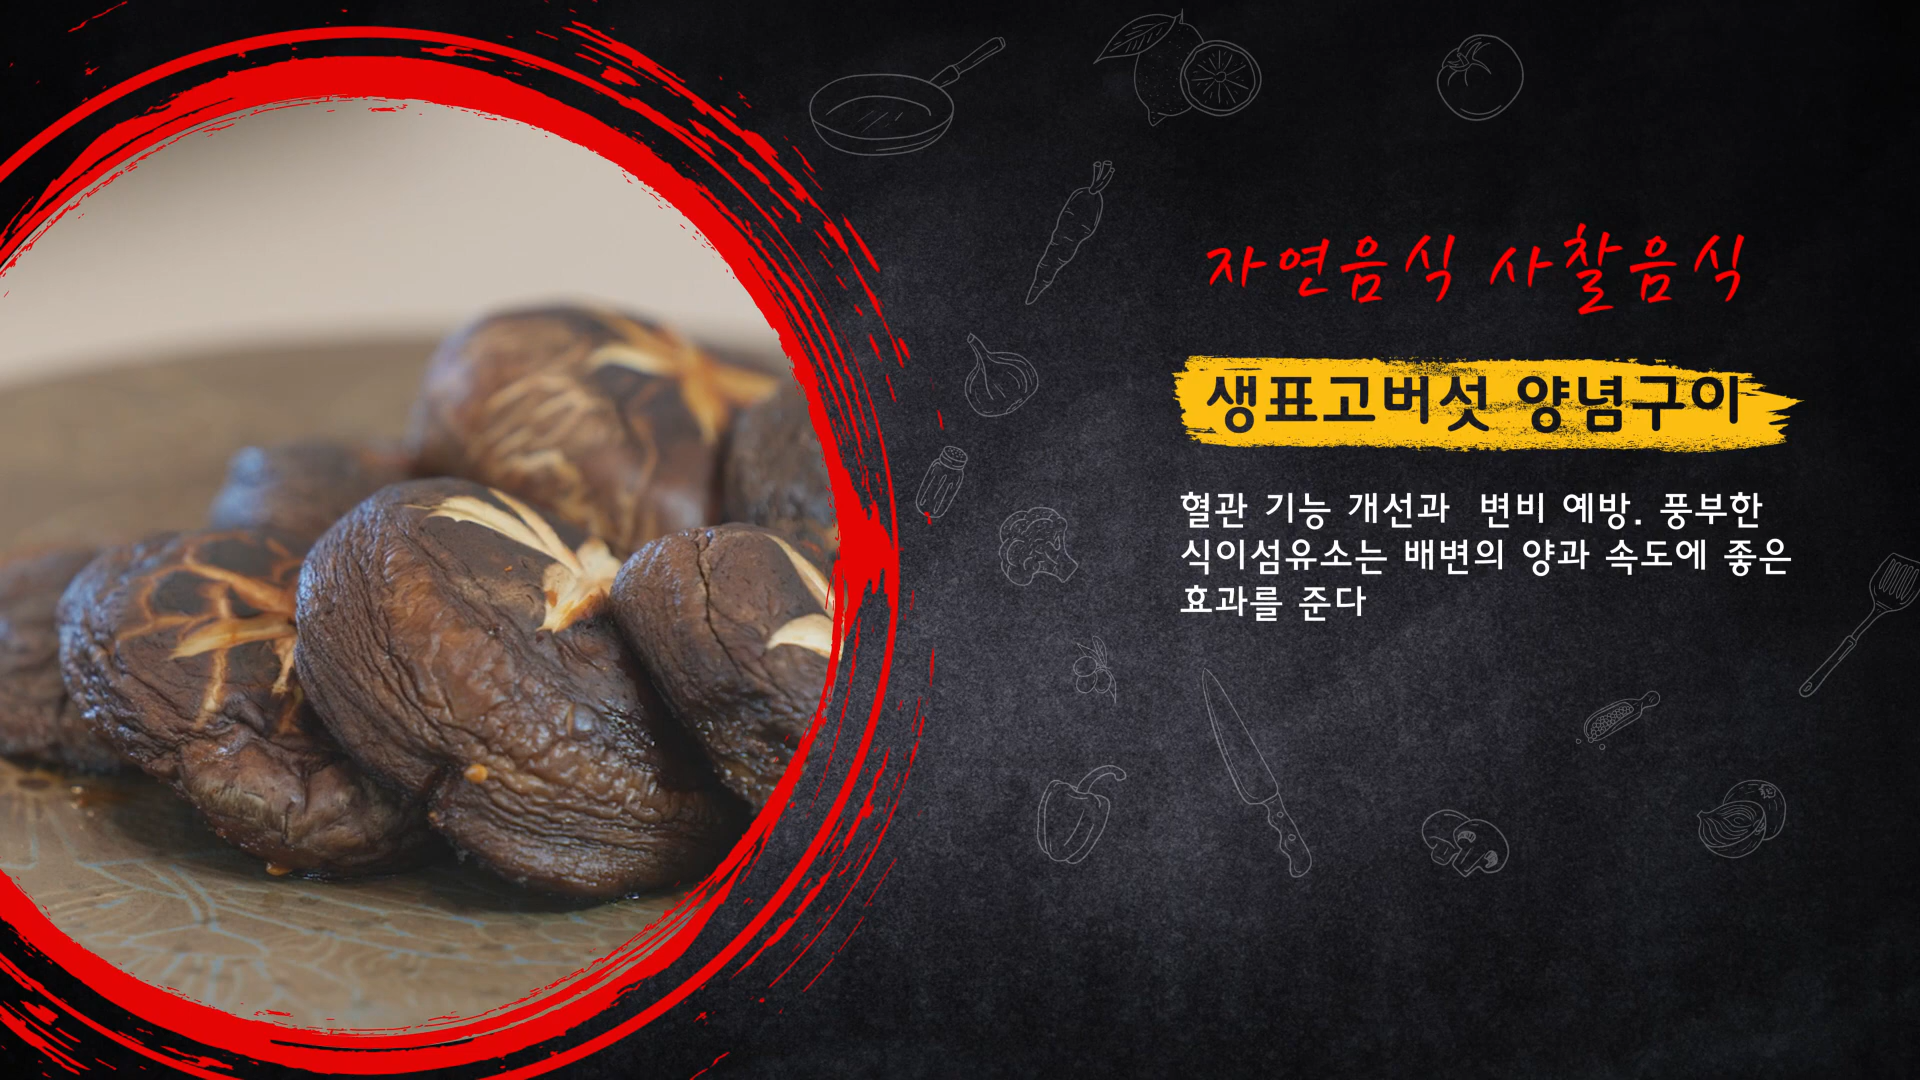 자연음식 사찰음식
생표고버섯 양념구이
혈관 기능 개선과  변비 예방. 풍부한
식이섬유소는 배변의 양과 속도에 좋은
효과를 준다